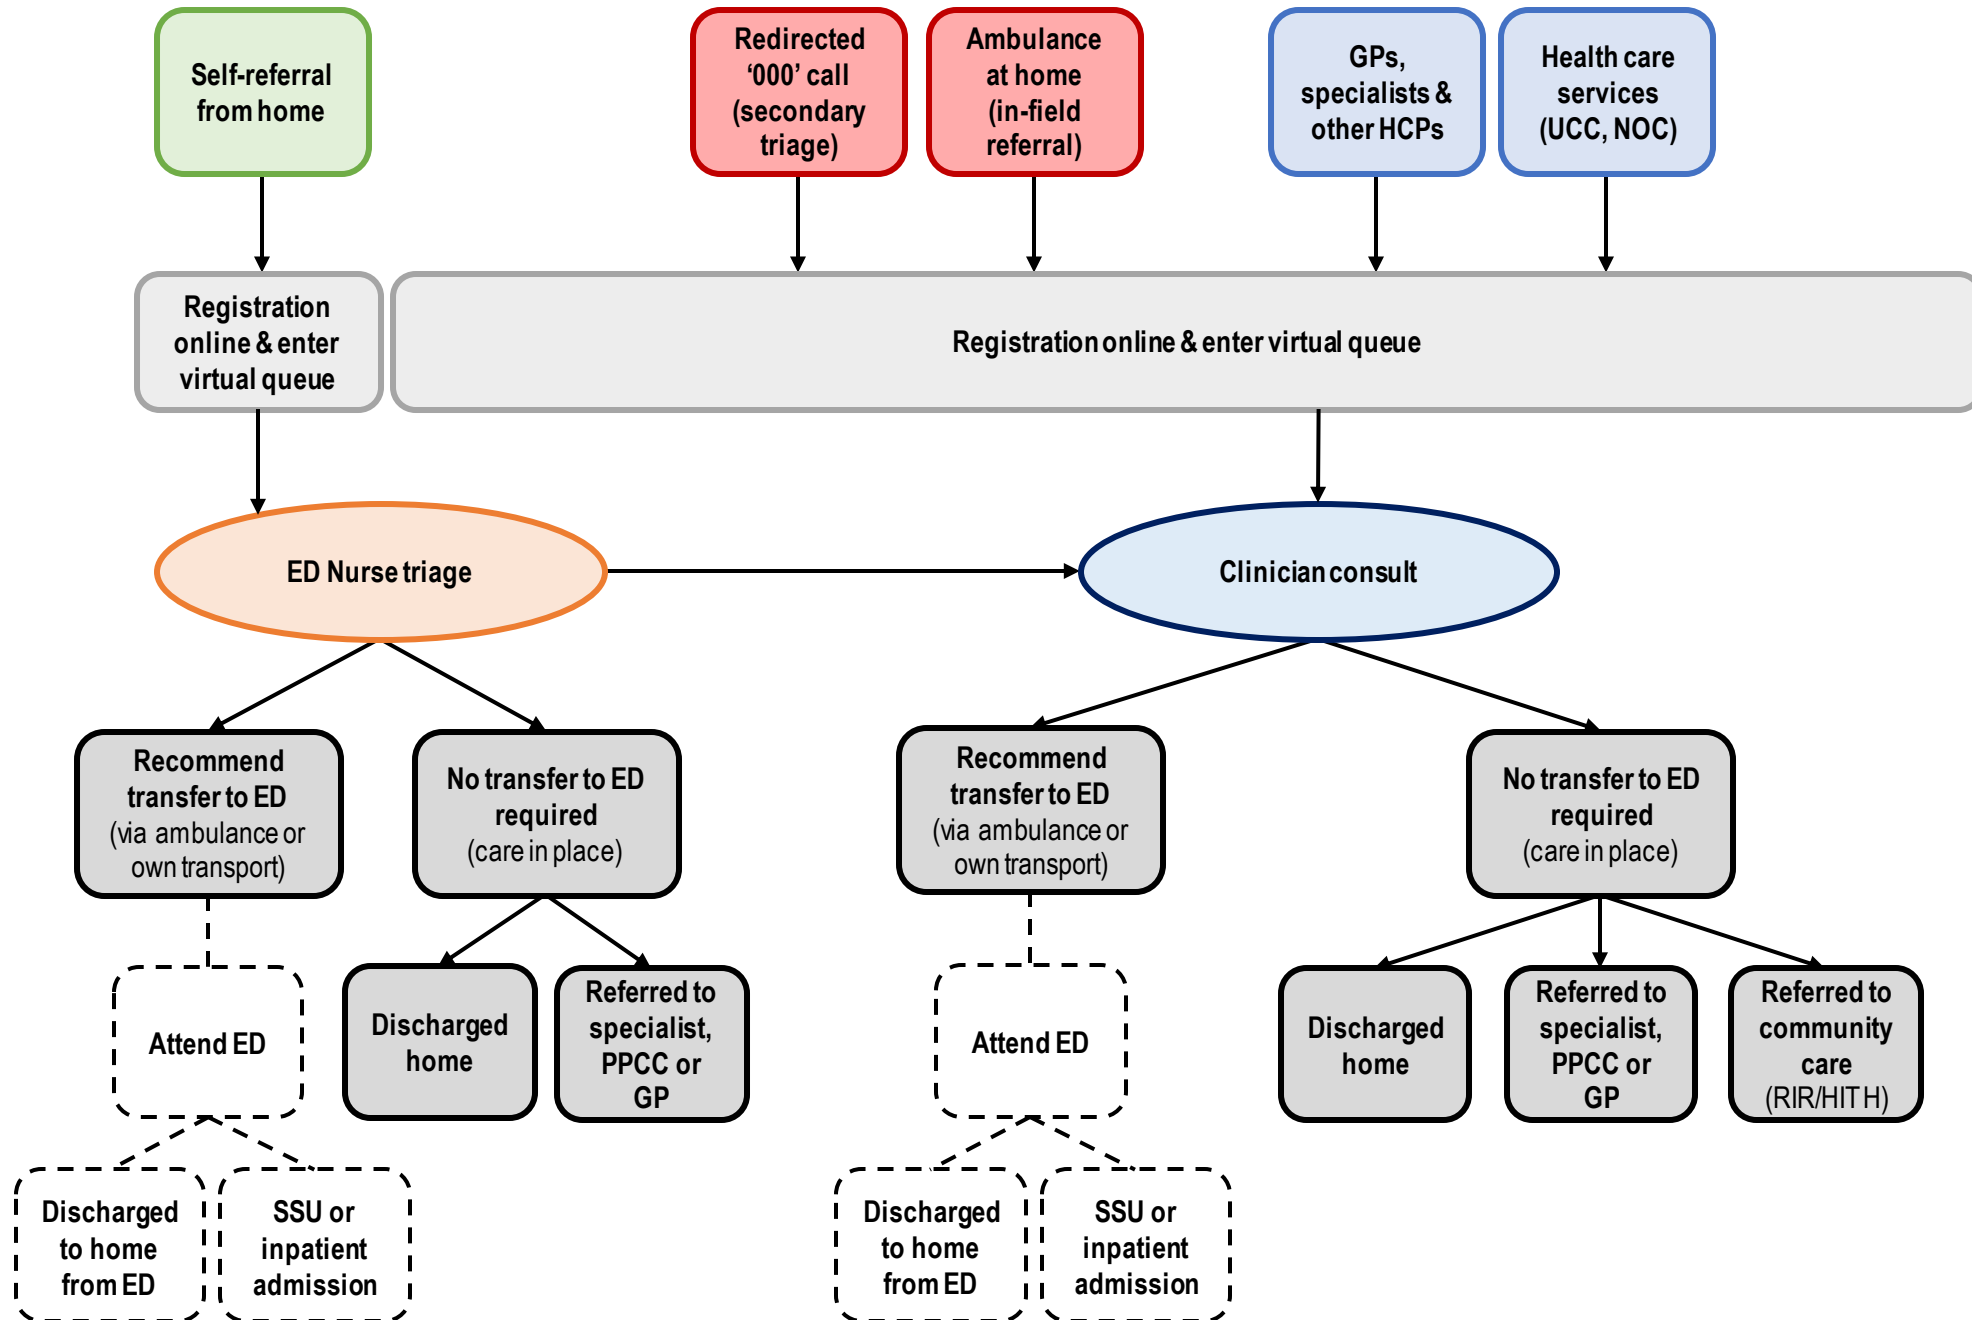 Self-referral
from home
Redirected
‘000’ call
(secondary
triage)
Ambulance
at home
(in-field
referral)
GPs,
specialists &
other HCPs
Health care
services
(UCC, NOC)
Registration
online & enter
virtual queue
Registration online & enter virtual queue
ED Nurse triage
Clinician consult
Recommend
transfer to ED
(via ambulance or
own transport)
No transfer to ED
required
(care in place)
Recommend
transfer to ED
(via ambulance or
own transport)
No transfer to ED
required
(care in place)
Attend ED
Discharged
home
Referred to
specialist,
PPCC or
GP
Attend ED
Discharged
home
Referred to
specialist,
PPCC or
GP
Referred to
community
care
(RIR/HITH)
Discharged
to home
from ED
SSU or
inpatient
admission
Discharged
to home
from ED
SSU or
inpatient
admission